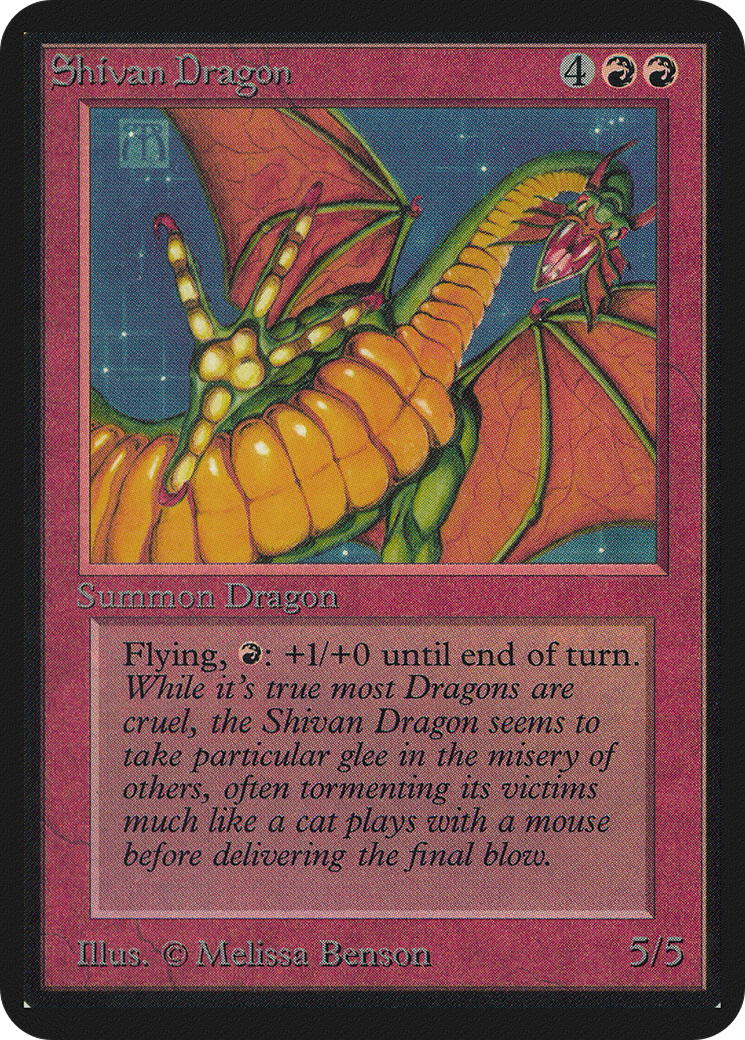 Shivan Dragon 4
Summon Dragon
Flying, : +1/+0 until end of turn.
While it's true most Dragons are
cruel, the Shivan Dragon seems to
take particular glee in the misery of
others, often tormenting its victims
much like a cat plays with a mouse
before delivering the final blow.
Illus. © Melissa Benson 5/5